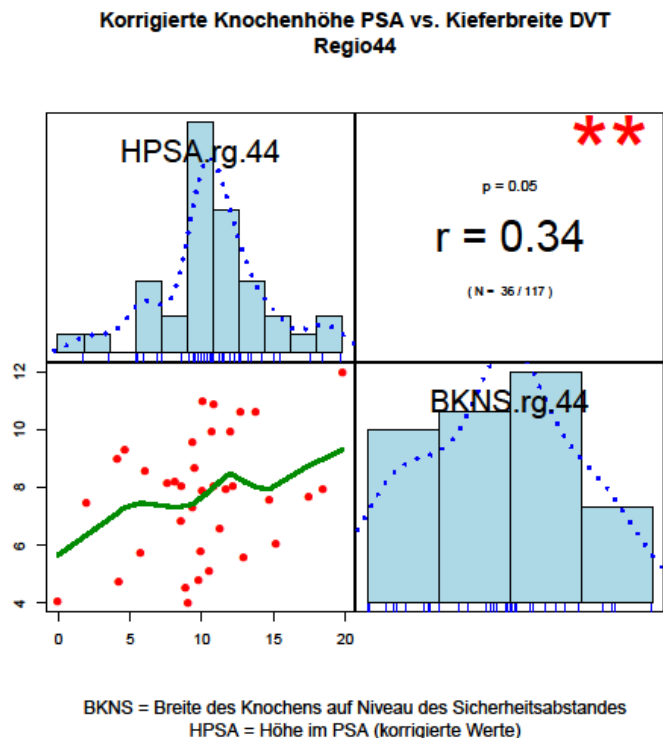 Korrigierte Knochenhöhe PSA vs. Kieferbreite DVT
Regio44
HPSA.rg.44
**
p = 0.05
r = 0.34
( N = 36 / 117 )
BKNS.rg.44
12
10
8
6
4
0 5 10 15 20
BKNS = Breite des Knochens auf Niveau des Sicherheitsabstandes
HPSA = Höhe im PSA (korrigierte Werte)